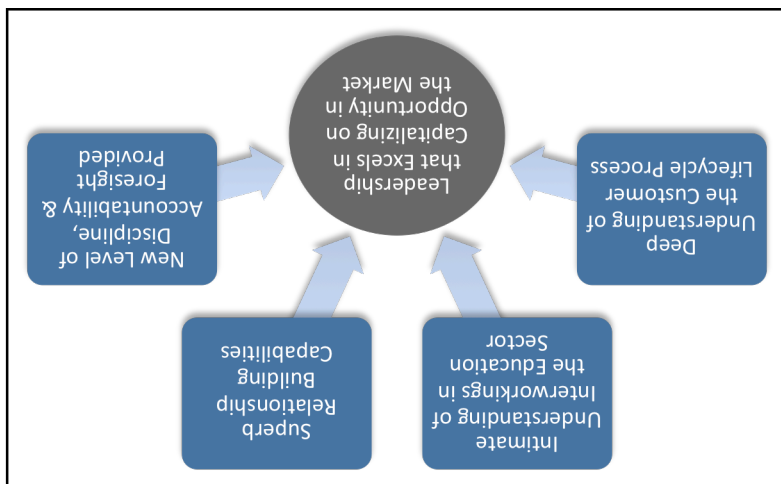 Intimate
Understanding of
Interworkings in
the Education
Sector
Superb
Relationship
Building
Capabilities
Deep
Understanding of
the Customer
Lifecycle Process
New Level of
Discipline,
Accountability &
Foresight
Provided
Leadership
that Excels in
Capitalizing on
Opportunity in
the Market